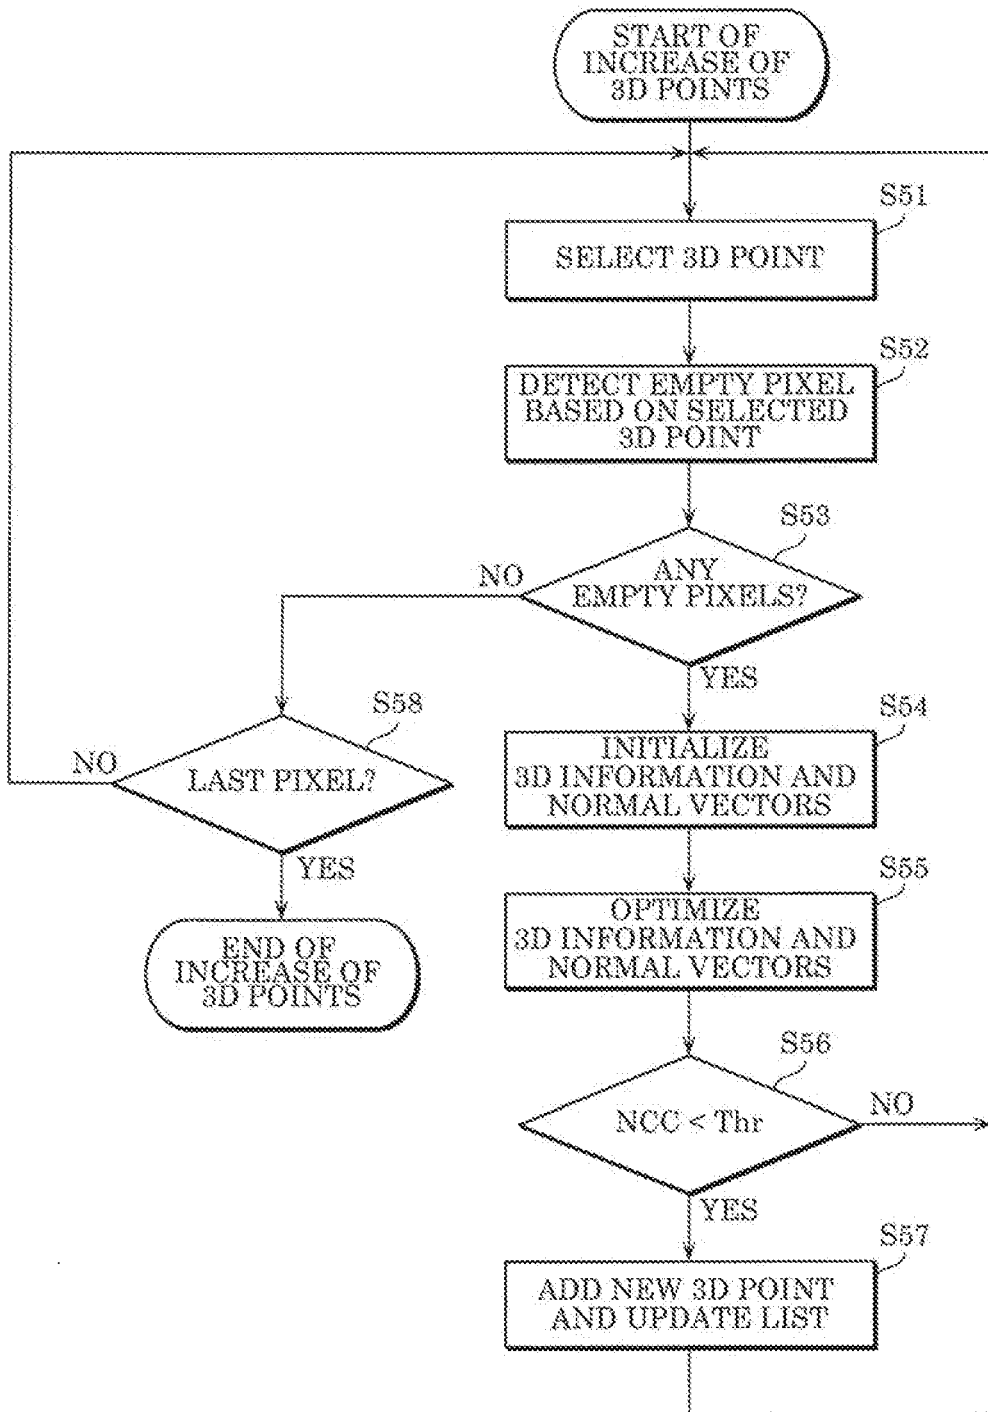 START OF
INCREASE OF
3D POINTS
S51
SELECT 3D POINT
S52
DETECT EMPTY PIXEL
BASED ON SELECTED
3D POINT
S53
ANY
EMPTY PIXELS?
NO
YES
S58
LAST PIXEL?
NO
YES
END OF
INCREASE OF
3D POINTS
S54
INITIALIZE
3D INFORMATION AND
NORMAL VECTORS
S55
OPTIMIZE
3D INFORMATION AND
NORMAL VECTORS
S56
NCC < Thr
NO
YES
S57
ADD NEW 3D POINT
AND UPDATE LIST